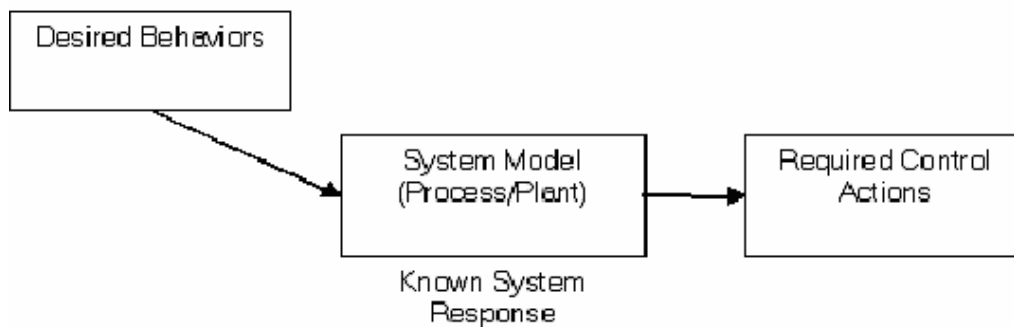 Desired Behaviors
System Model
(Process/Plant)
Required Control
Actions
Known System
Response